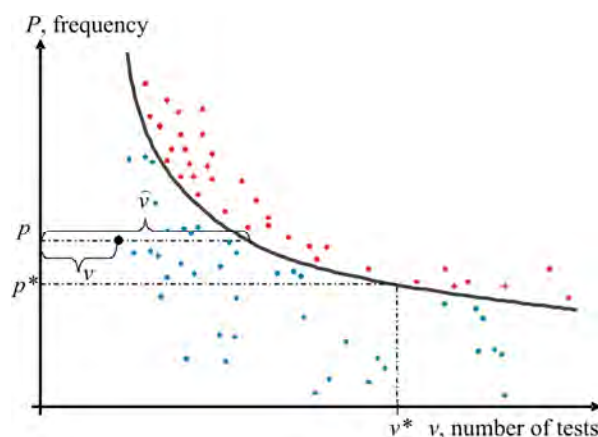 P, frequency
v̂
p
v
p*
v* v, number of tests